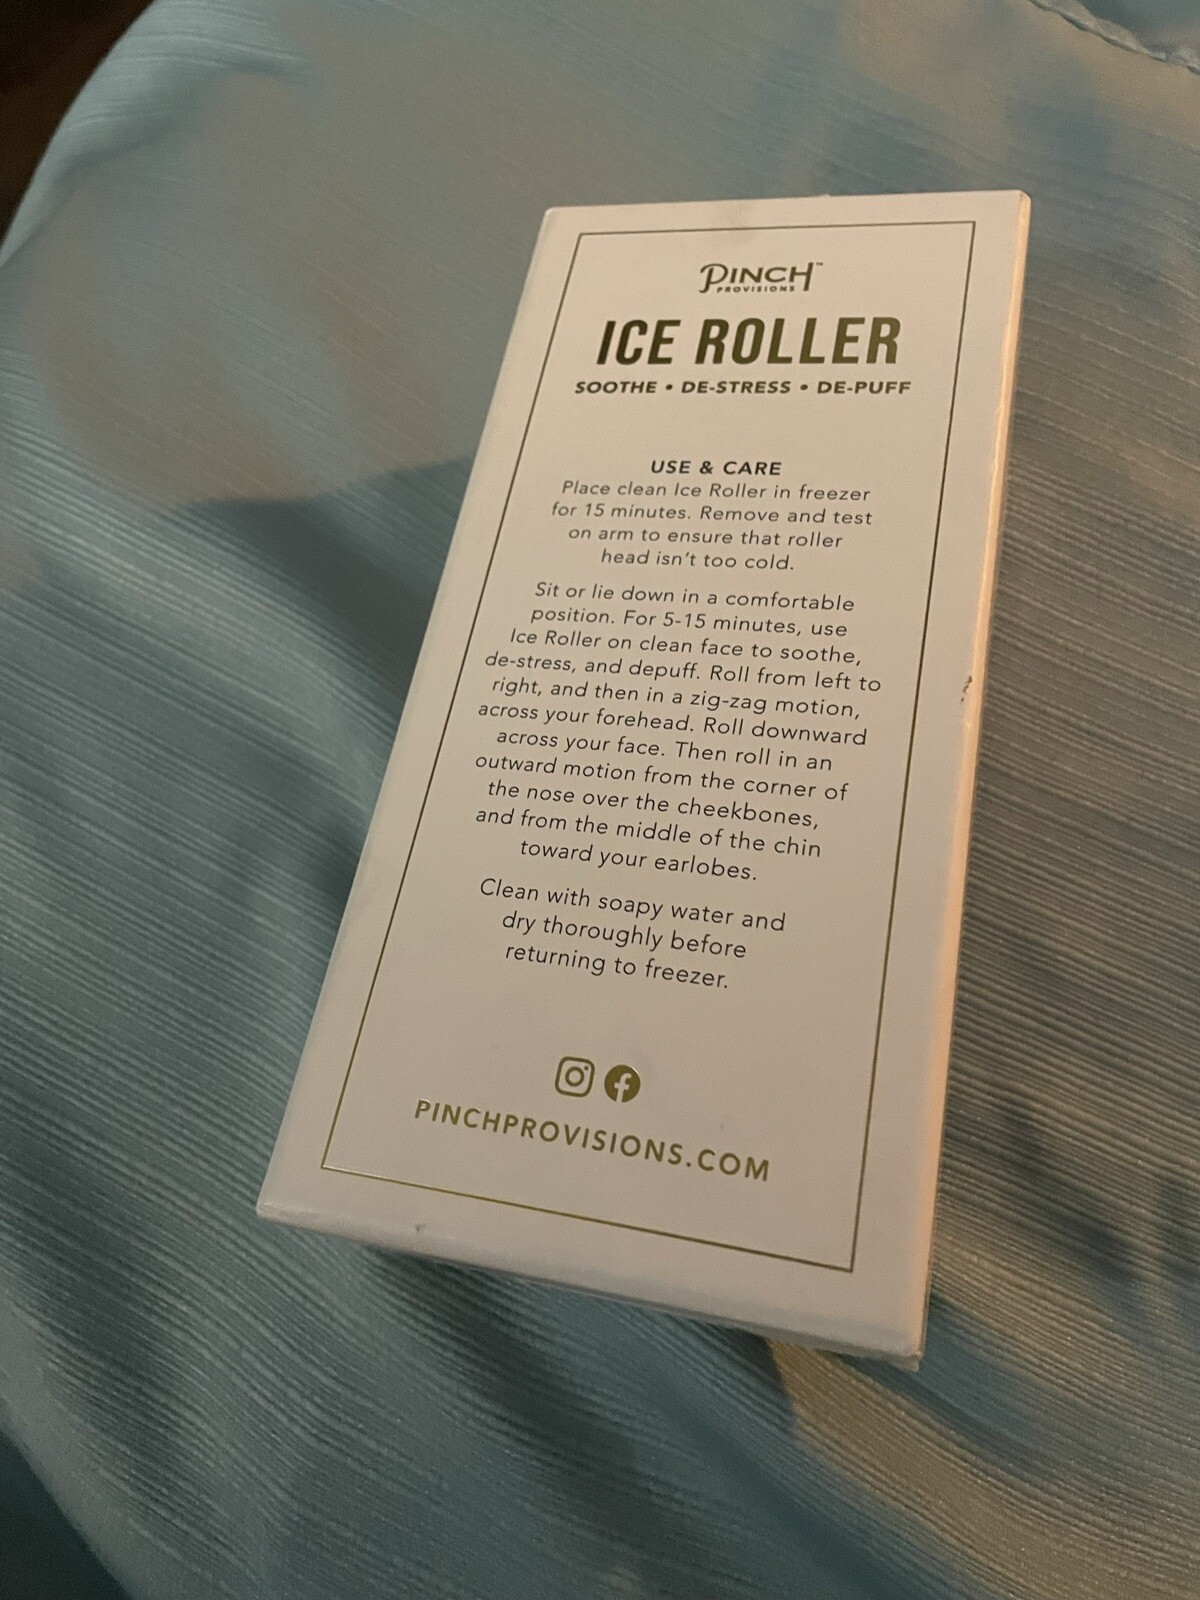 PINCH™
PROVISIONS
ICE ROLLER
SOOTHE • DE-STRESS • DE-PUFF
USE & CARE
Place clean Ice Roller in freezer
for 15 minutes. Remove and test
on arm to ensure that roller
head isn't too cold.
Sit or lie down in a comfortable
position. For 5-15 minutes, use
Ice Roller on clean face to soothe,
de-stress, and depuff. Roll from left to
right, and then in a zig-zag motion,
across your forehead. Roll downward
across your face. Then roll in an
outward motion from the corner of
the nose over the cheekbones,
and from the middle of the chin
toward your earlobes.
Clean with soapy water and
dry thoroughly before
returning to freezer.
PINCHPROVISIONS.COM